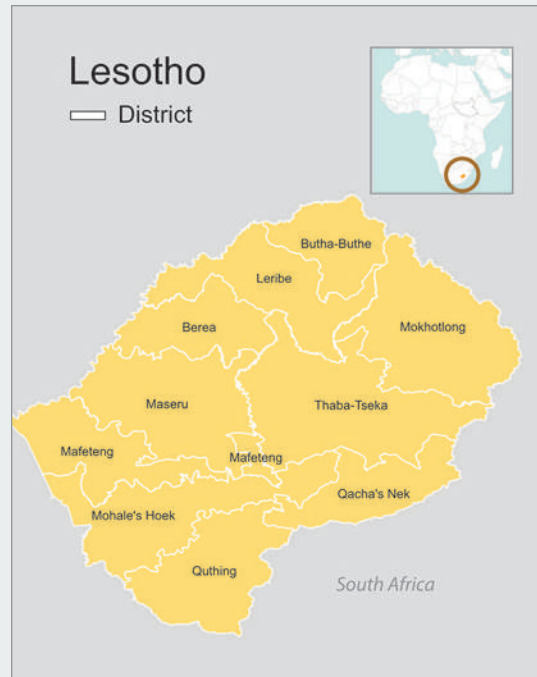 Lesotho
District
Butha-Buthe
Leribe
Mokhotlong
Berea
Maseru
Thaba-Tseka
Mafeteng
Mafeteng
Qacha's Nek
Mohale's Hoek
Quthing
South Africa